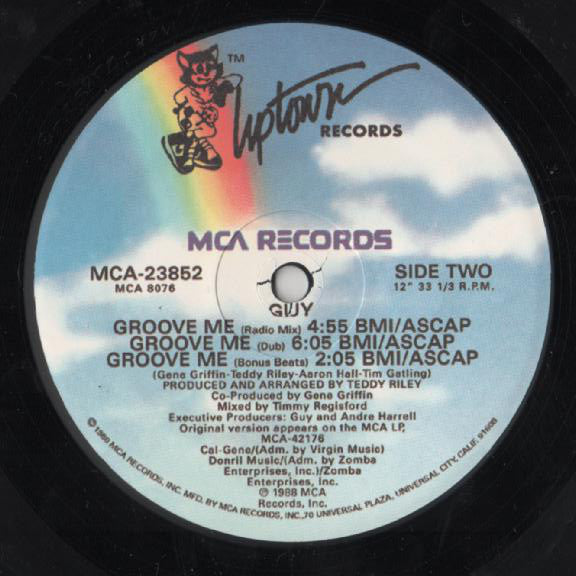 ™
Uptown
RECORDS
MCA RECORDS
MCA-23852
MCA 8076
SIDE TWO
12" 33 1/3 R.P.M.
GUY
GROOVE ME (Radio Mix) 4:55 BMI/ASCAP
GROOVE ME (Dub) 6:05 BMI/ASCAP
GROOVE ME (Bonus Beats) 2:05 BMI/ASCAP
(Gene Griffin-Teddy Riley-Aaron Hall-Tim Gatling)
PRODUCED AND ARRANGED BY TEDDY RILEY
Co-Produced by Gene Griffin
Mixed by Timmy Regisford
Executive Producers: Guy and Andre Harrell
Original version appears on the MCA LP,
MCA-42176
Cal-Gene/(Adm. by Virgin Music)
Donril Music/(Adm. by Zomba
Enterprises, Inc.)/Zomba
Enterprises, Inc.
℗ 1988 MCA
Records, Inc.
©1988 MCA RECORDS, INC. MFD. BY MCA RECORDS, INC., 70 UNIVERSAL PLAZA, UNIVERSAL CITY, CALIF. 91608